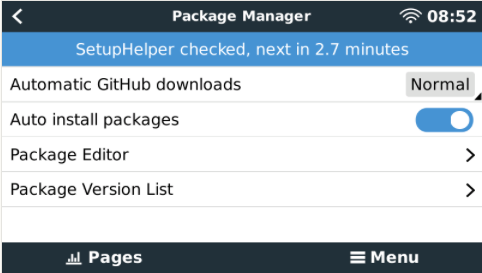 Package Manager 08:52
SetupHelper checked, next in 2.7 minutes
Automatic GitHub downloads Normal
Auto install packages
Package Editor
Package Version List
Pages Menu